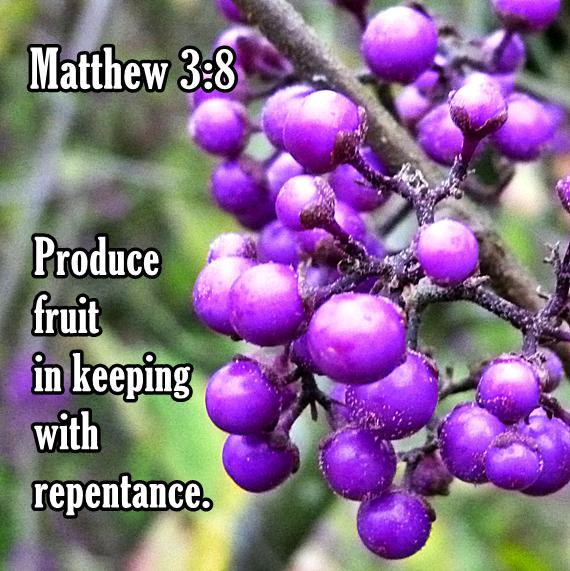 Matthew 3:8
Produce
fruit
in keeping
with
repentance.